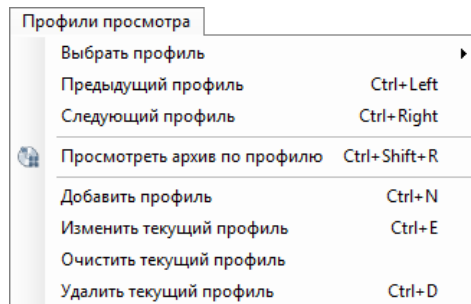 Профили просмотра
Выбрать профиль
Предыдущий профиль Ctrl+Left
Следующий профиль Ctrl+Right
Просмотреть архив по профилю Ctrl+Shift+R
Добавить профиль Ctrl+N
Изменить текущий профиль Ctrl+E
Очистить текущий профиль
Удалить текущий профиль Ctrl+D